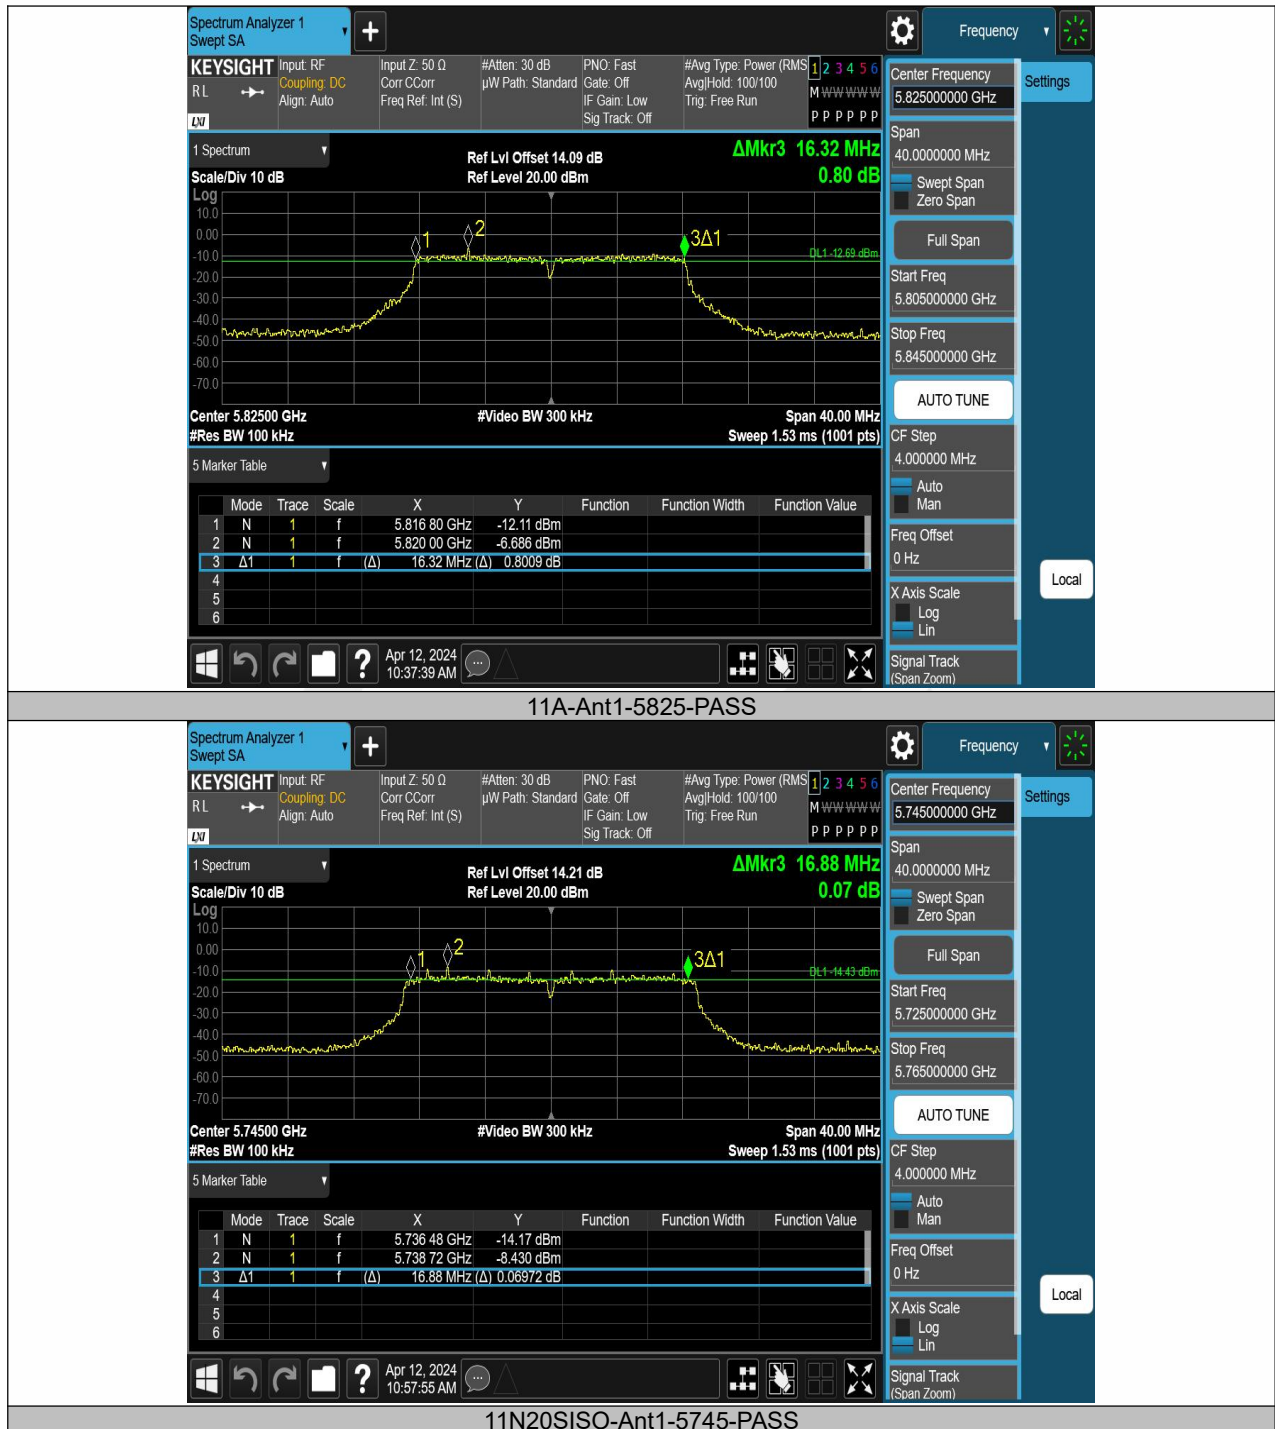 Spectrum Analyzer 1
Swept SA
Frequency
KEYSIGHT
RL
LXI
Input: RF
Coupling: DC
Align: Auto
Input Z: 50 Ω
Corr CCorr
Freq Ref: Int (S)
#Atten: 30 dB
µW Path: Standard
PNO: Fast
Gate: Off
IF Gain: Low
Sig Track: Off
#Avg Type: Power (RMS
Avg|Hold: 100/100
Trig: Free Run
1 2 3 4 5 6
M W W W W W
P P P P P P
1 Spectrum
Scale/Div 10 dB
Ref Lvl Offset 14.09 dB
Ref Level 20.00 dBm
ΔMkr3 16.32 MHz
0.80 dB
Log
10.0
0.00
-10.0
-20.0
-30.0
-40.0
-50.0
-60.0
-70.0
1
2
3Δ1
DL1 -12.69 dBm
Center 5.82500 GHz
#Video BW 300 kHz
Span 40.00 MHz
#Res BW 100 kHz
Sweep 1.53 ms (1001 pts)
5 Marker Table
Mode Trace Scale X Y Function Function Width Function Value
1 N 1 f 5.816 80 GHz -12.11 dBm
2 N 1 f 5.820 00 GHz -6.686 dBm
3 Δ1 1 f (Δ) 16.32 MHz (Δ) 0.8009 dB
4
5
6
?
Apr 12, 2024
10:37:39 AM
Center Frequency
5.825000000 GHz
Settings
Span
40.0000000 MHz
Swept Span
Zero Span
Full Span
Start Freq
5.805000000 GHz
Stop Freq
5.845000000 GHz
AUTO TUNE
CF Step
4.000000 MHz
Auto
Man
Freq Offset
0 Hz
X Axis Scale
Log
Lin
Local
Signal Track
(Span Zoom)
11A-Ant1-5825-PASS
Spectrum Analyzer 1
Swept SA
Frequency
KEYSIGHT
RL
LXI
Input: RF
Coupling: DC
Align: Auto
Input Z: 50 Ω
Corr CCorr
Freq Ref: Int (S)
#Atten: 30 dB
µW Path: Standard
PNO: Fast
Gate: Off
IF Gain: Low
Sig Track: Off
#Avg Type: Power (RMS
Avg|Hold: 100/100
Trig: Free Run
1 2 3 4 5 6
M W W W W W
P P P P P P
1 Spectrum
Scale/Div 10 dB
Ref Lvl Offset 14.21 dB
Ref Level 20.00 dBm
ΔMkr3 16.88 MHz
0.07 dB
Log
10.0
0.00
-10.0
-20.0
-30.0
-40.0
-50.0
-60.0
-70.0
1
2
3Δ1
DL1 -14.43 dBm
Center 5.74500 GHz
#Video BW 300 kHz
Span 40.00 MHz
#Res BW 100 kHz
Sweep 1.53 ms (1001 pts)
5 Marker Table
Mode Trace Scale X Y Function Function Width Function Value
1 N 1 f 5.736 48 GHz -14.17 dBm
2 N 1 f 5.738 72 GHz -8.430 dBm
3 Δ1 1 f (Δ) 16.88 MHz (Δ) 0.06972 dB
4
5
6
?
Apr 12, 2024
10:57:55 AM
Center Frequency
5.745000000 GHz
Settings
Span
40.0000000 MHz
Swept Span
Zero Span
Full Span
Start Freq
5.725000000 GHz
Stop Freq
5.765000000 GHz
AUTO TUNE
CF Step
4.000000 MHz
Auto
Man
Freq Offset
0 Hz
X Axis Scale
Log
Lin
Local
Signal Track
(Span Zoom)
11N20SISO-Ant1-5745-PASS